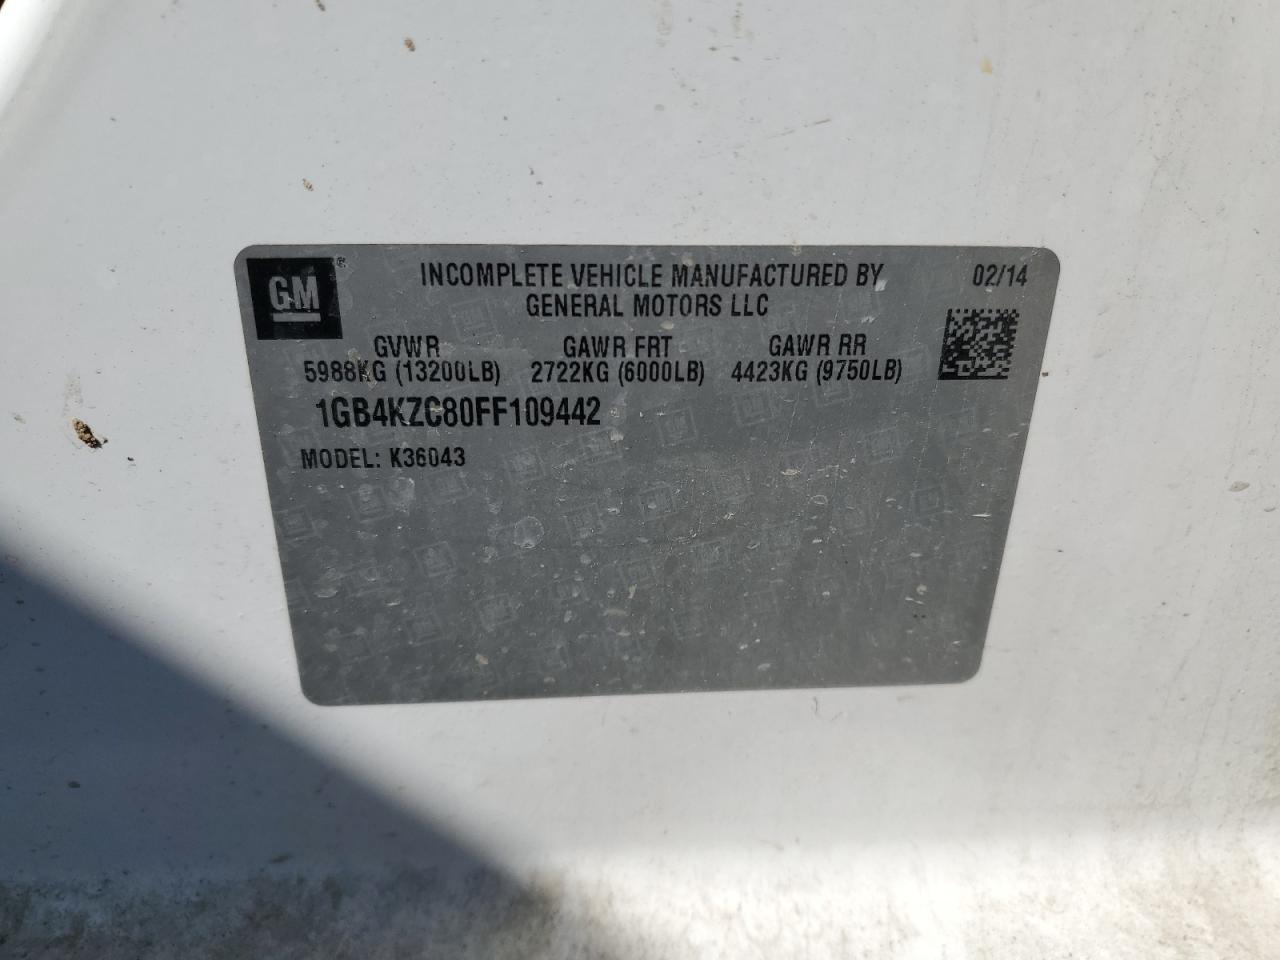 GM®
INCOMPLETE VEHICLE MANUFACTURED BY
GENERAL MOTORS LLC
02/14
GVWR GAWR FRT GAWR RR
5988KG (13200LB) 2722KG (6000LB) 4423KG (9750LB)
1GB4KZC80FF109442
MODEL: K36043